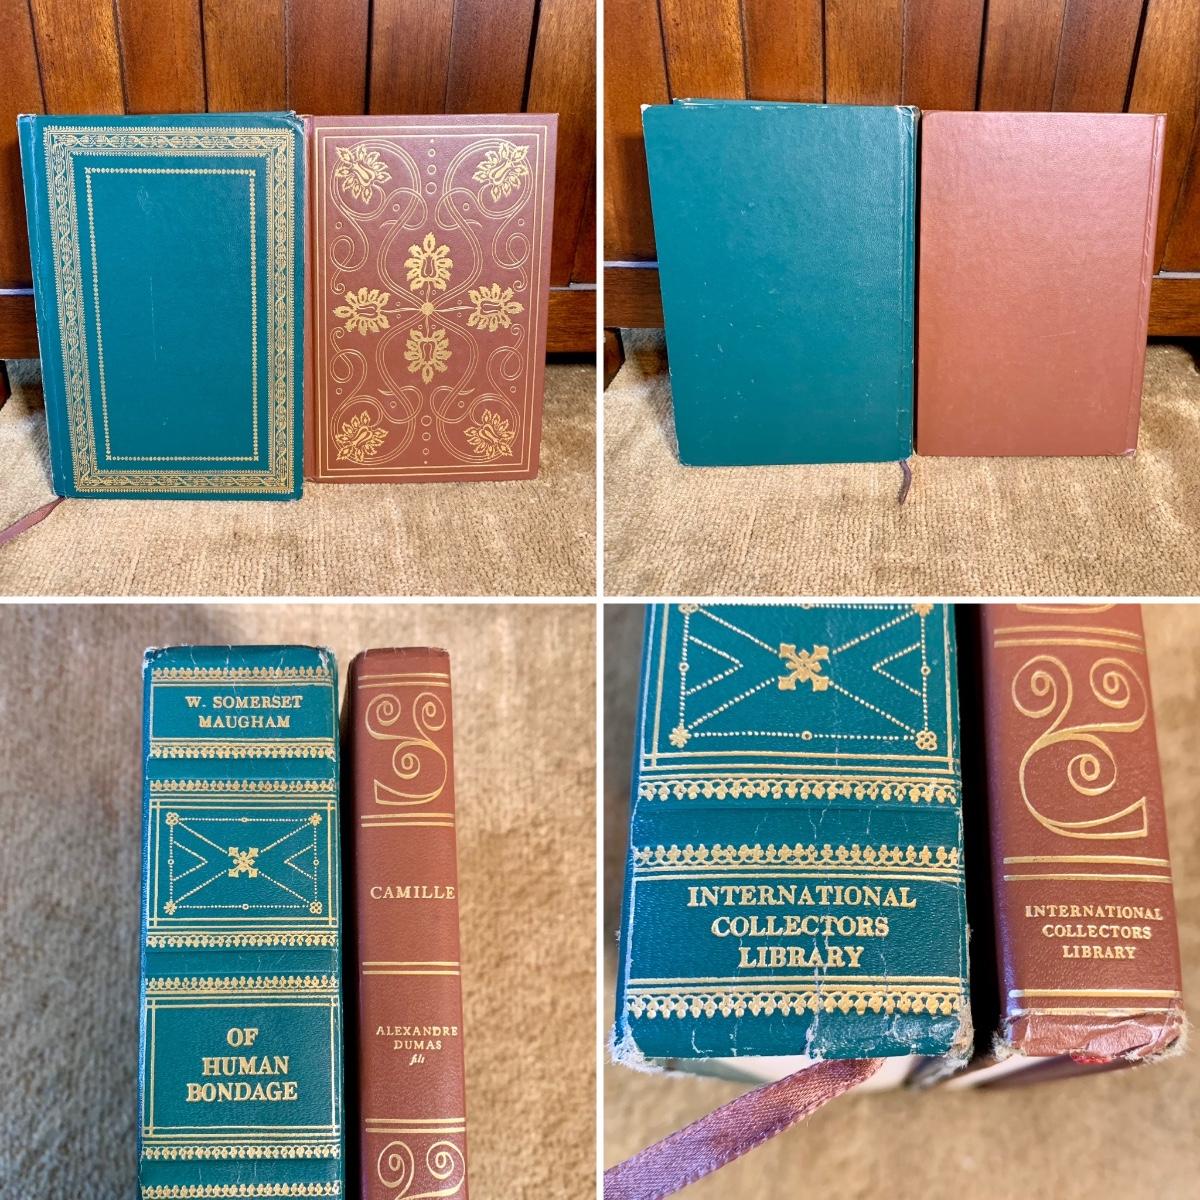 W. SOMERSET
MAUGHAM
OF
HUMAN
BONDAGE
CAMILLE
ALEXANDRE
DUMAS
fils
INTERNATIONAL
COLLECTORS
LIBRARY
INTERNATIONAL
COLLECTORS
LIBRARY